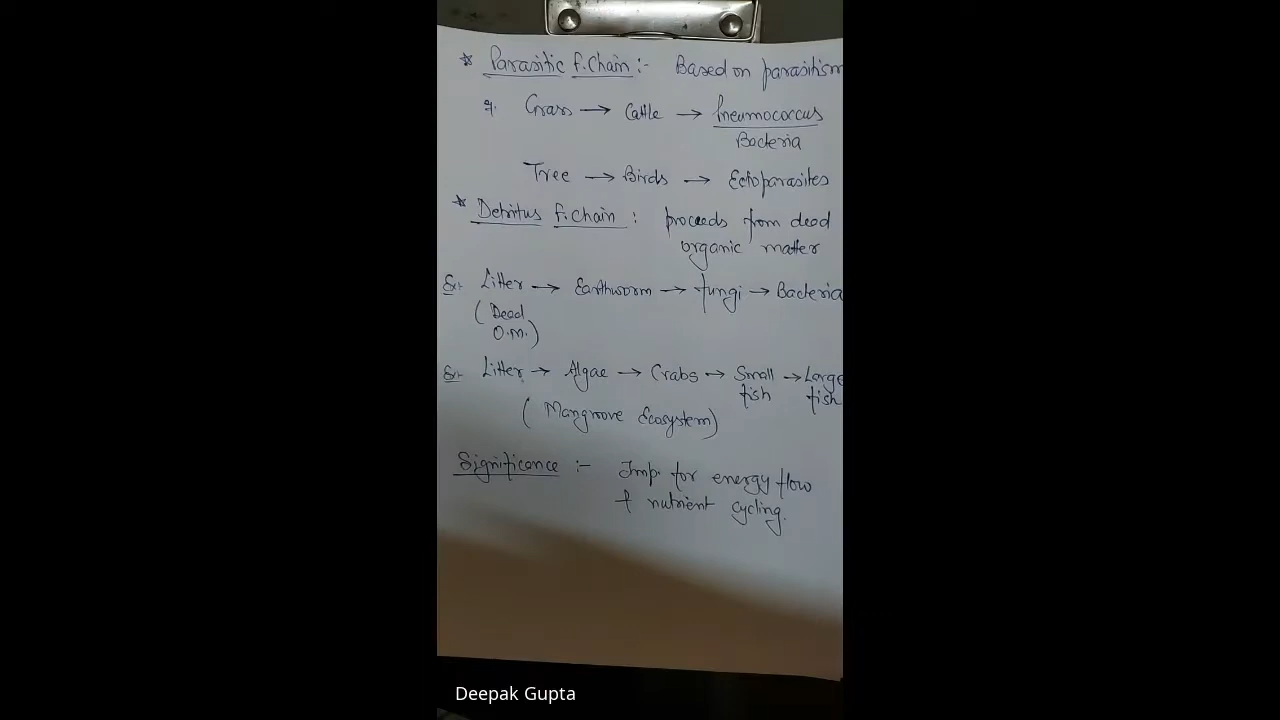 * Parasitic f. Chain :- Based on parasitism
eg. Grass → Cattle → Pneumococcus
Bacteria
Tree → Birds → Ectoparasites
* Detritus f. chain : proceeds from dead
organic matter
Ex:- Litter → Earthworm → fungi → Bacteria
(Dead
O.M.)
Ex:- Litter → Algae → Crabs → Small → Large
fish fish
(Mangrove Ecosystem)
Significance :- Imp. for energy flow
+ nutrient cycling.
Deepak Gupta